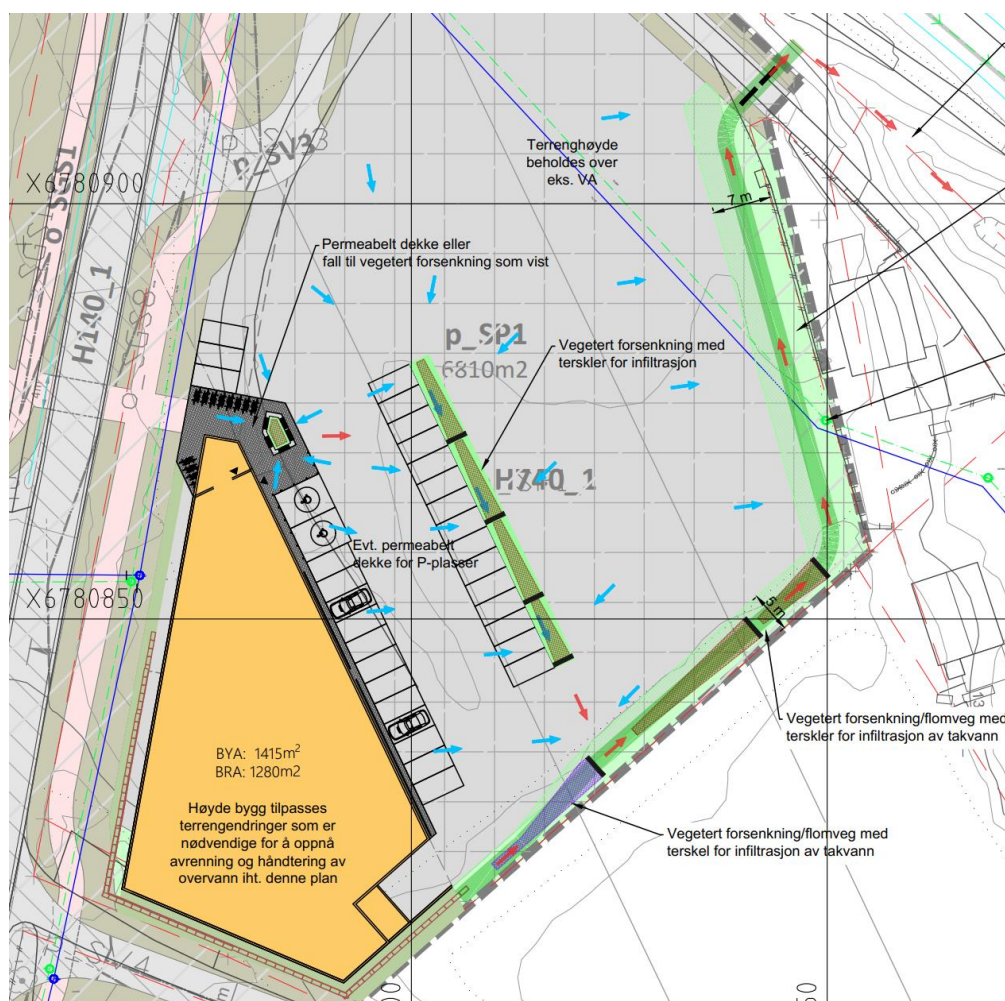 X6780900
p_SV3
o_SGS1
H140_1
Terrenghøyde
beholdes over
eks. VA
7 m
Permeabelt dekke eller
fall til vegetert forsenkning som vist
p_SP1
6810m2
Vegetert forsenkning med
terskler for infiltrasjon
H740_1
P
P
Evt. permeabelt
dekke for P-plasser
X6780850
5 m
Vegetert forsenkning/flomveg med
terskler for infiltrasjon av takvann
BYA: 1415m²
BRA: 1280m2
Høyde bygg tilpasses
terrengendringer som er
nødvendige for å oppnå
avrenning og håndtering av
overvann iht. denne plan
Vegetert forsenkning/flomveg med
terskel for infiltrasjon av takvann